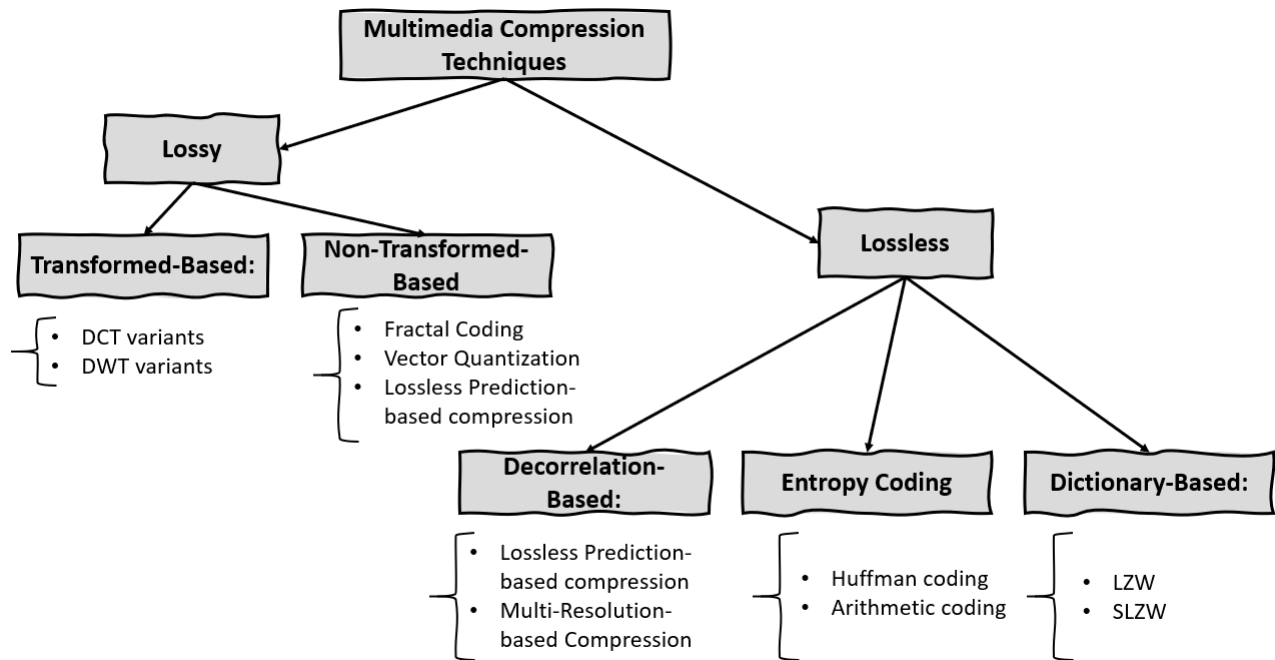 Multimedia Compression
Techniques
Lossy
Lossless
Transformed-Based:
Non-Transformed-
Based
• DCT variants
• DWT variants
• Fractal Coding
• Vector Quantization
• Lossless Prediction-
based compression
Decorrelation-
Based:
Entropy Coding
Dictionary-Based:
• Lossless Prediction-
based compression
• Multi-Resolution-
based Compression
• Huffman coding
• Arithmetic coding
• LZW
• SLZW